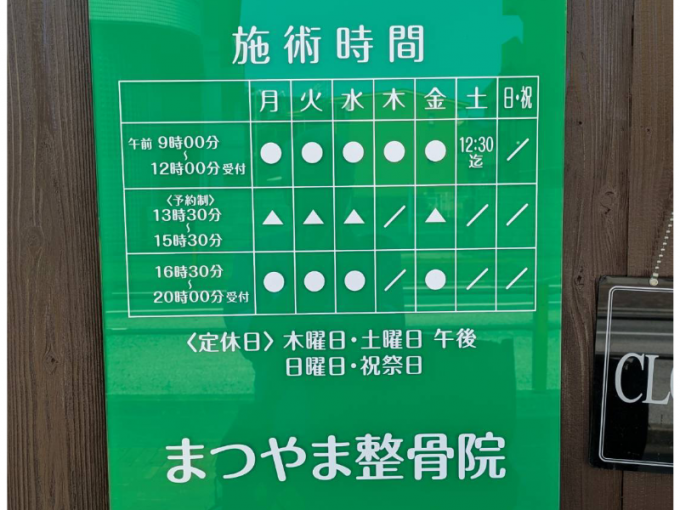 施術時間
月 火 水 木 金 土 日・祝
午前 9時00分
〜
12時00分 受付
● ● ● ● ● 12:30迄 ／
〈予約制〉
13時30分
〜
15時30分
▲ ▲ ▲ ／ ▲ ／ ／
16時30分
〜
20時00分 受付
● ● ● ／ ● ／ ／
〈定休日〉木曜日・土曜日 午後
日曜日・祝祭日
まつやま整骨院